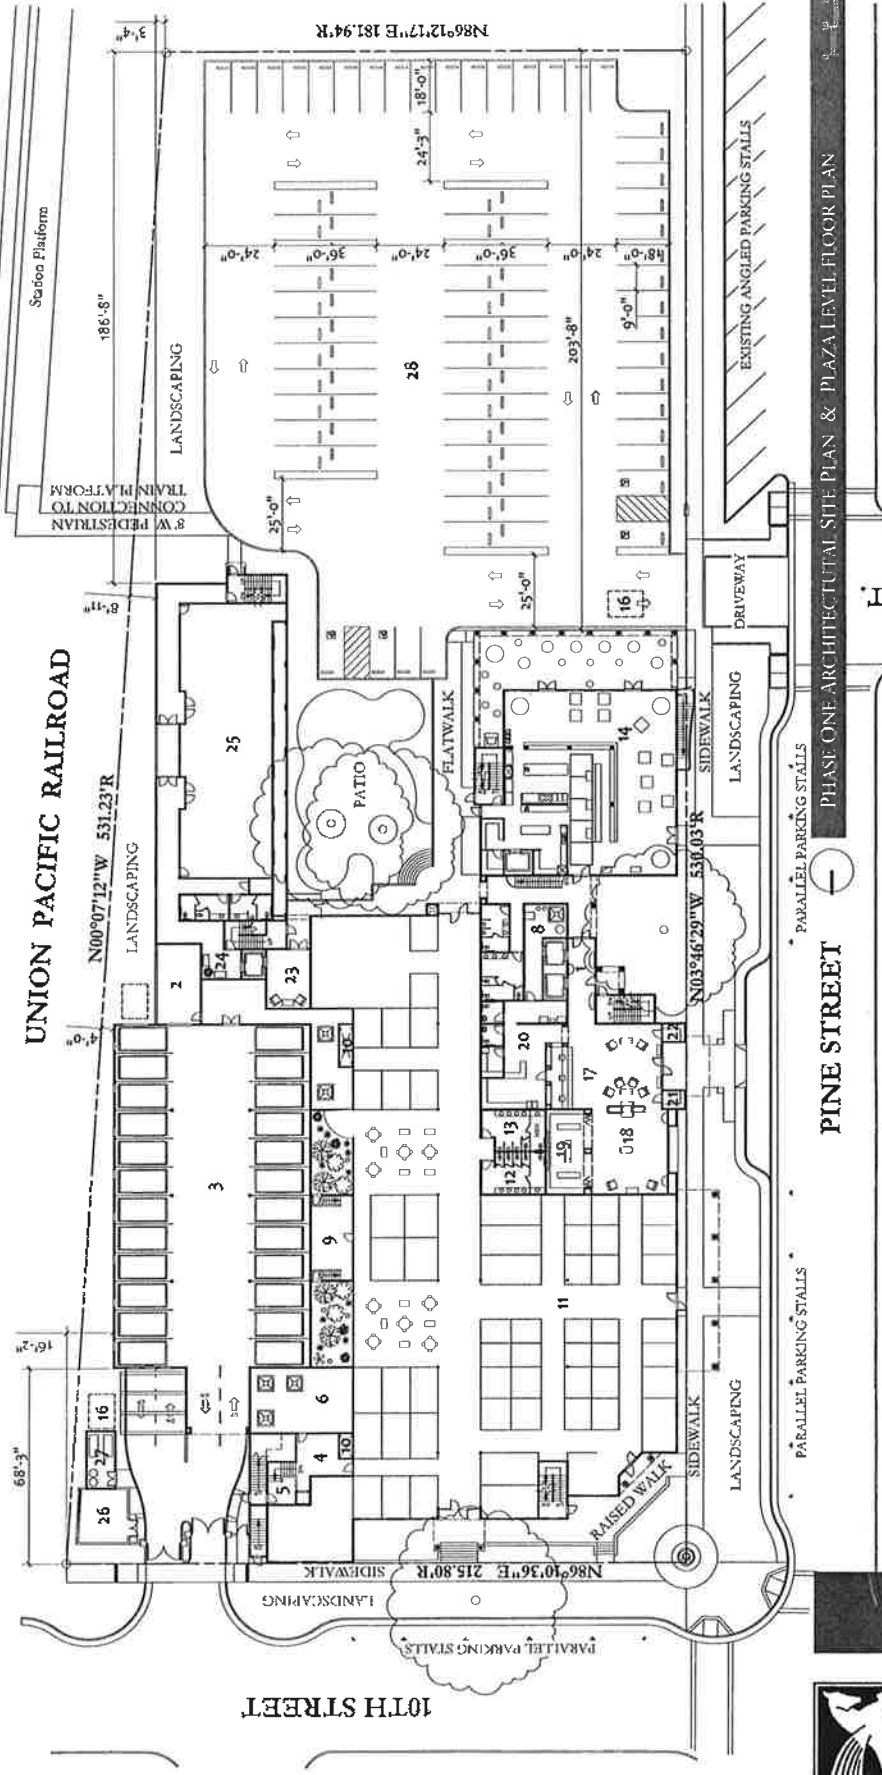 N86°12'17"E 181.94'R
3'-4"
Station Platform
186'-8"
18'-0"
24'-3"
LANDSCAPING
24'-0"
36'-0"
24'-0"
36'-0"
24'-0"
18'-0"
9'-0"
28
203'-8"
EXISTING ANGLED PARKING STALLS
8' W PEDESTRIAN
CONNECTION TO
TRAIN PLATFORM
25'-0"
25'-0"
16
DRIVEWAY
8'-11"
UNION PACIFIC RAILROAD
N00°07'12"W 531.23'R
LANDSCAPING
25
PATIO
FLATWALK
14
SIDEWALK
LANDSCAPING
N03°46'29"W 530.03'R
PARALLEL PARKING STALLS
4'-0"
2
24
23
8
1
10
20
17
22
21
3
9
13
12
19
18
11
PINE STREET
16'-2"
68'-3"
16
27
26
6
4
10
5
SIDEWALK
LANDSCAPING
PARALLEL PARKING STALLS
RAISED WALK
N86°10'36"E 215.80'R
SIDEWALK
LANDSCAPING
PARALLEL PARKING STALLS
10TH STREET
PHASE ONE ARCHITECTUTAL SITE PLAN & PLAZA LEVEL FLOOR PLAN